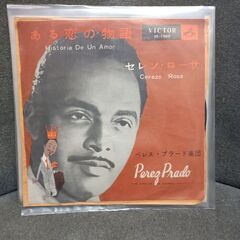 ある恋の物語
Historia De Un Amor
VICTOR
セレソ・ローサ
Cerezo Rosa
ペレス・プラード楽団
Perez Prado